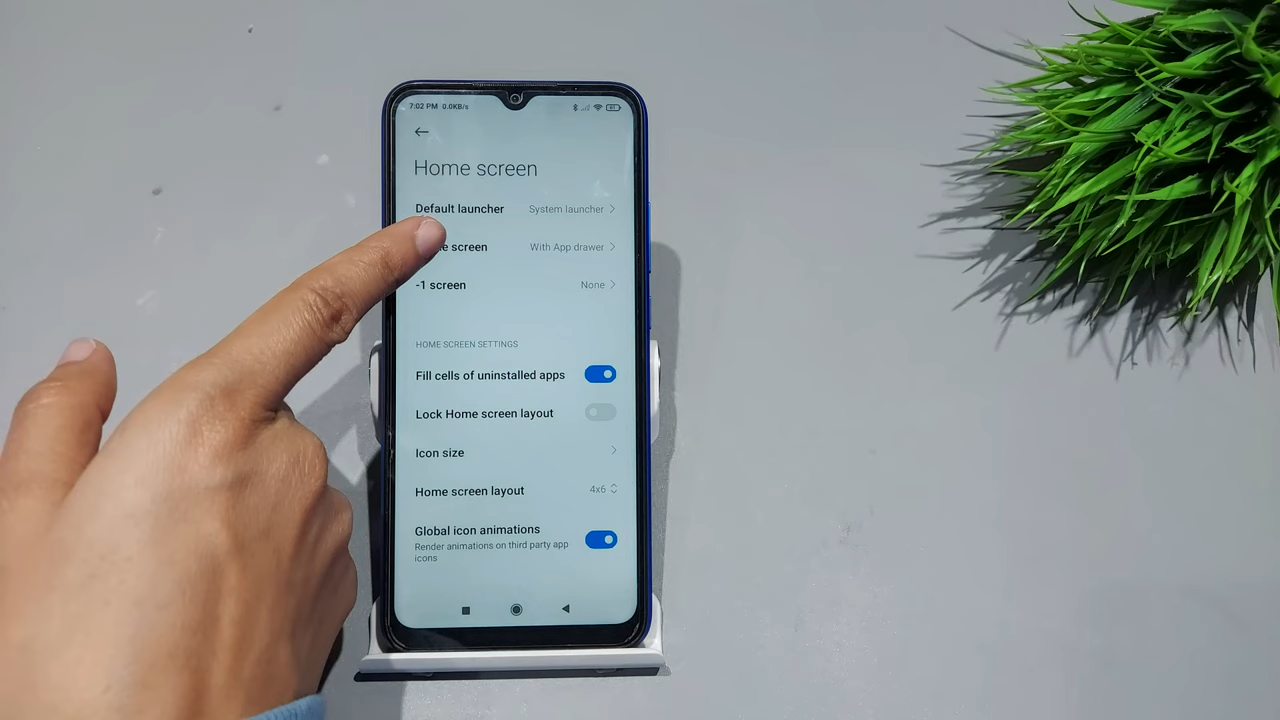 7:02 PM 0.0KB/s
Home screen
Default launcher System launcher
e screen With App drawer
-1 screen None
HOME SCREEN SETTINGS
Fill cells of uninstalled apps
Lock Home screen layout
Icon size
Home screen layout 4x6
Global icon animations
Render animations on third party app
icons